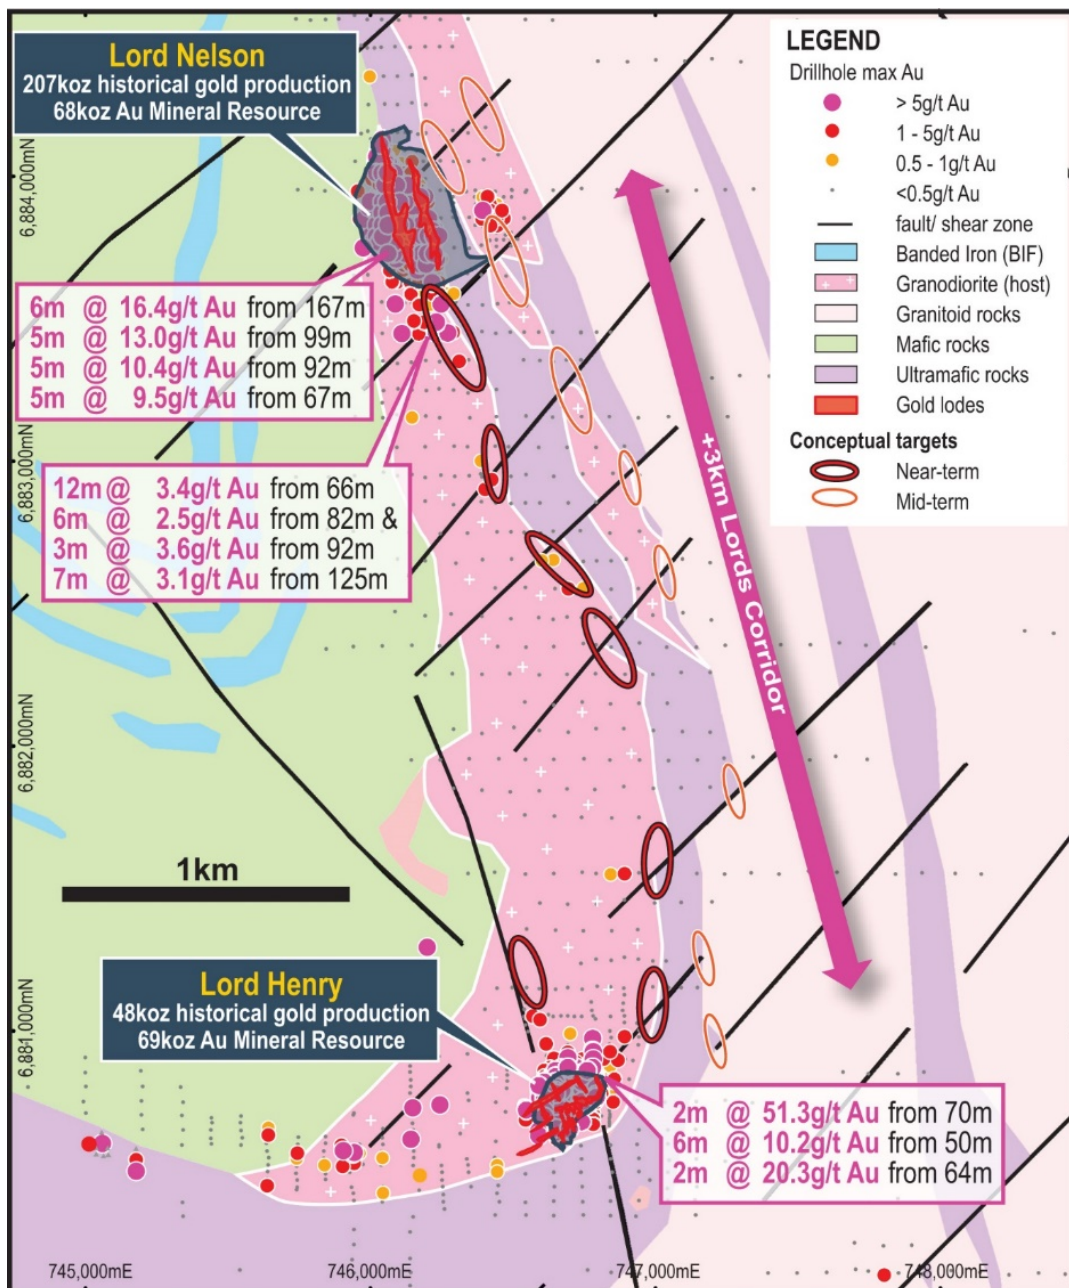 Lord Nelson
207koz historical gold production
68koz Au Mineral Resource
LEGEND
Drillhole max Au
> 5g/t Au
1 - 5g/t Au
0.5 - 1g/t Au
<0.5g/t Au
fault/ shear zone
Banded Iron (BIF)
Granodiorite (host)
Granitoid rocks
Mafic rocks
Ultramafic rocks
Gold lodes
Conceptual targets
Near-term
Mid-term
6,884,000mN
6m @ 16.4g/t Au from 167m
5m @ 13.0g/t Au from 99m
5m @ 10.4g/t Au from 92m
5m @ 9.5g/t Au from 67m
12m @ 3.4g/t Au from 66m
6m @ 2.5g/t Au from 82m &
3m @ 3.6g/t Au from 92m
7m @ 3.1g/t Au from 125m
6,883,000mN
+3km Lords Corridor
6,882,000mN
1km
Lord Henry
48koz historical gold production
69koz Au Mineral Resource
6,881,000mN
2m @ 51.3g/t Au from 70m
6m @ 10.2g/t Au from 50m
2m @ 20.3g/t Au from 64m
745,000mE
746,000mE
747,000mE
748,000mE